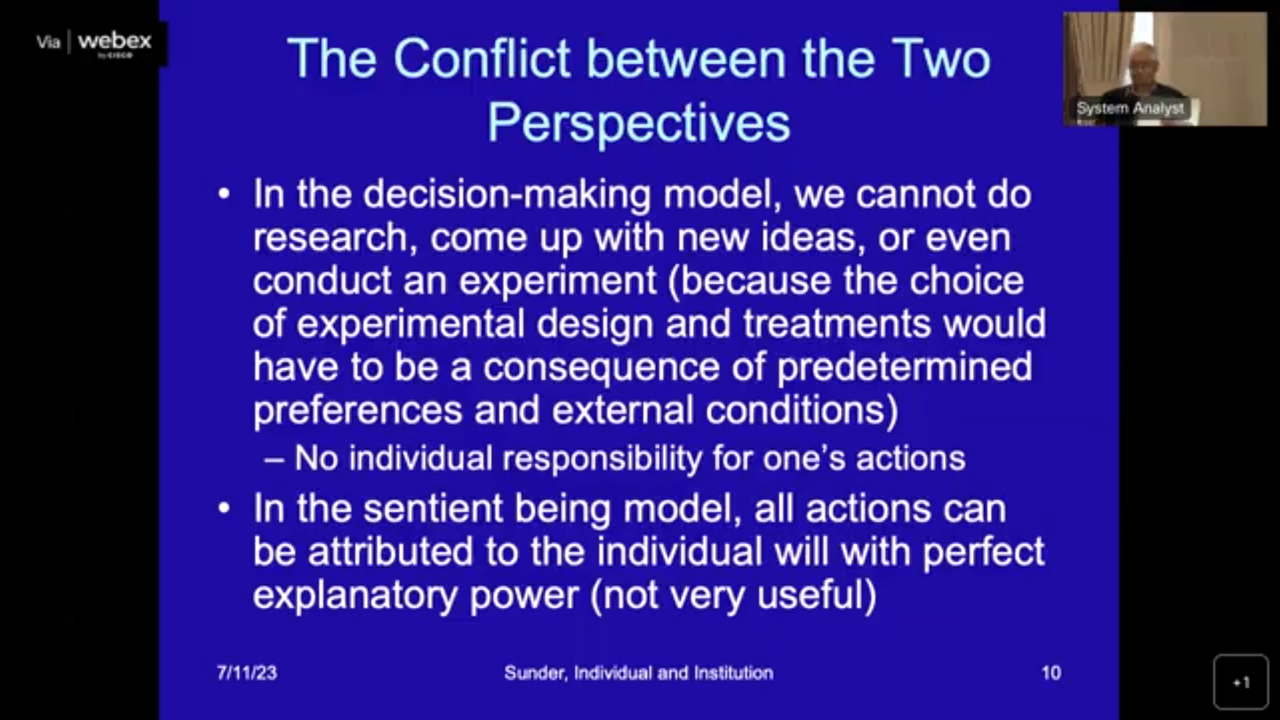 Via | webex
by CISCO
The Conflict between the Two
Perspectives
System Analyst
• In the decision-making model, we cannot do
research, come up with new ideas, or even
conduct an experiment (because the choice
of experimental design and treatments would
have to be a consequence of predetermined
preferences and external conditions)
– No individual responsibility for one's actions
• In the sentient being model, all actions can
be attributed to the individual will with perfect
explanatory power (not very useful)
7/11/23 Sunder, Individual and Institution 10
+1